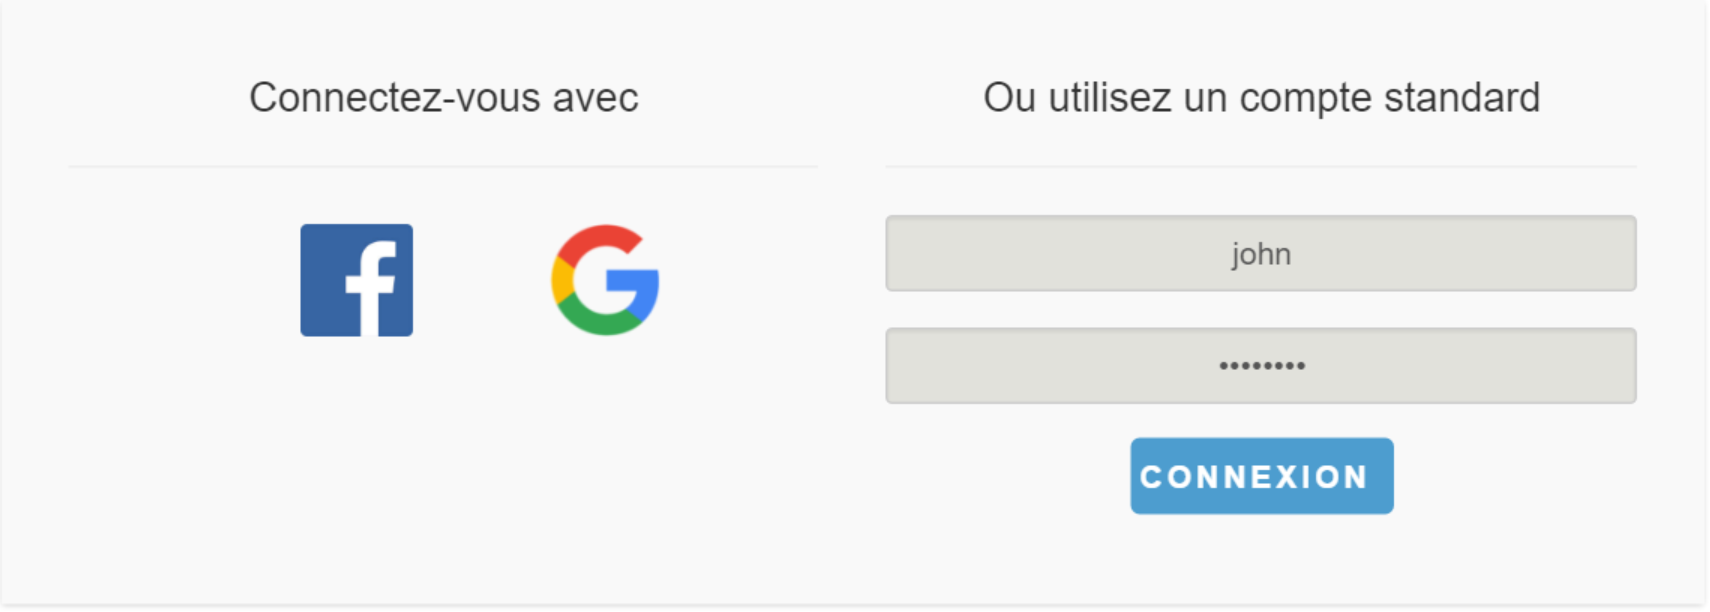 Connectez-vous avec
Ou utilisez un compte standard
john
••••••••
CONNEXION